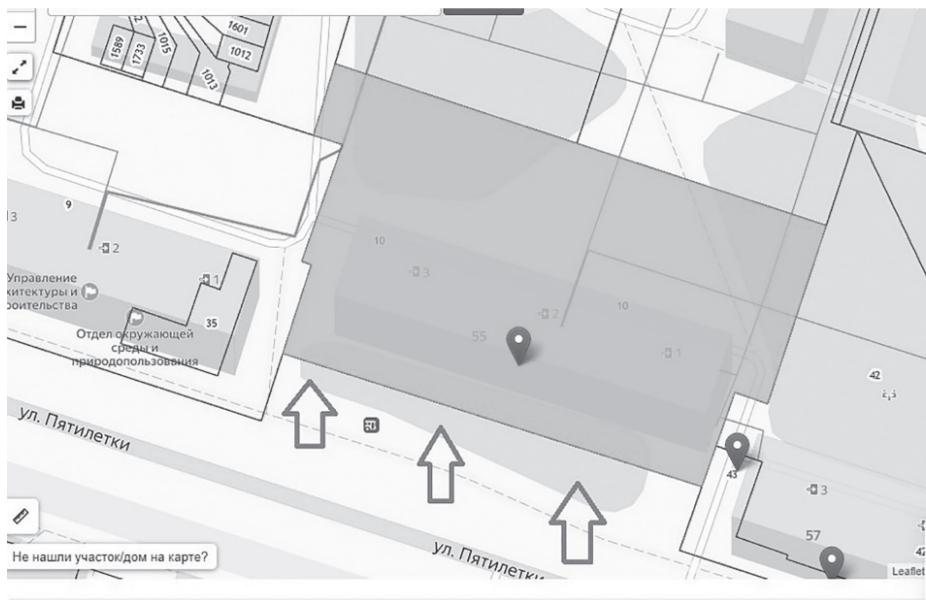 1601
1012
1015
1013
1589
1733
9
3
2
1
35
Управление
хитектуры и
роительства
Отдел окружающей
среды и
природопользования
10
3
2
10
1
55
42
43
3
57
42
ул. Пятилетки
ул. Пятилетки
Не нашли участок/дом на карте?
Leaflet